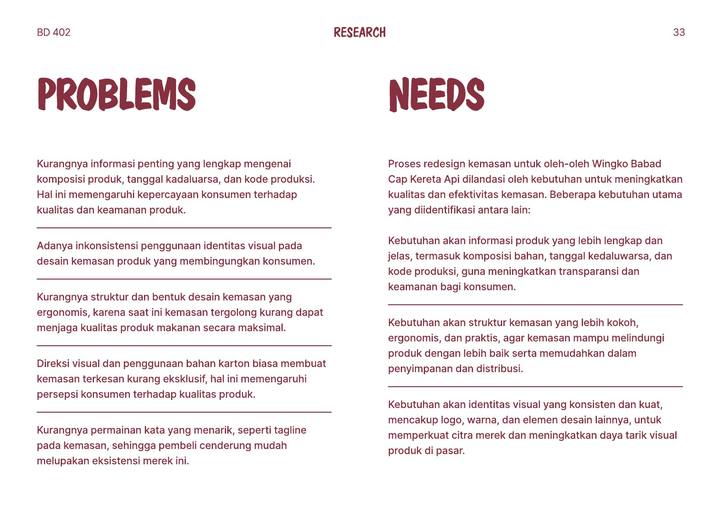 BD 402
RESEARCH
33
PROBLEMS
Kurangnya informasi penting yang lengkap mengenai
komposisi produk, tanggal kadaluarsa, dan kode produksi.
Hal ini memengaruhi kepercayaan konsumen terhadap
kualitas dan keamanan produk.
Adanya inkonsistensi penggunaan identitas visual pada
desain kemasan produk yang membingungkan konsumen.
Kurangnya struktur dan bentuk desain kemasan yang
ergonomis, karena saat ini kemasan tergolong kurang dapat
menjaga kualitas produk makanan secara maksimal.
Direksi visual dan penggunaan bahan karton biasa membuat
kemasan terkesan kurang eksklusif, hal ini memengaruhi
persepsi konsumen terhadap kualitas produk.
Kurangnya permainan kata yang menarik, seperti tagline
pada kemasan, sehingga pembeli cenderung mudah
melupakan eksistensi merek ini.
NEEDS
Proses redesign kemasan untuk oleh-oleh Wingko Babad
Cap Kereta Api dilandasi oleh kebutuhan untuk meningkatkan
kualitas dan efektivitas kemasan. Beberapa kebutuhan utama
yang diidentifikasi antara lain:
Kebutuhan akan informasi produk yang lebih lengkap dan
jelas, termasuk komposisi bahan, tanggal kedaluwarsa, dan
kode produksi, guna meningkatkan transparansi dan
keamanan bagi konsumen.
Kebutuhan akan struktur kemasan yang lebih kokoh,
ergonomis, dan praktis, agar kemasan mampu melindungi
produk dengan lebih baik serta memudahkan dalam
penyimpanan dan distribusi.
Kebutuhan akan identitas visual yang konsisten dan kuat,
mencakup logo, warna, dan elemen desain lainnya, untuk
memperkuat citra merek dan meningkatkan daya tarik visual
produk di pasar.